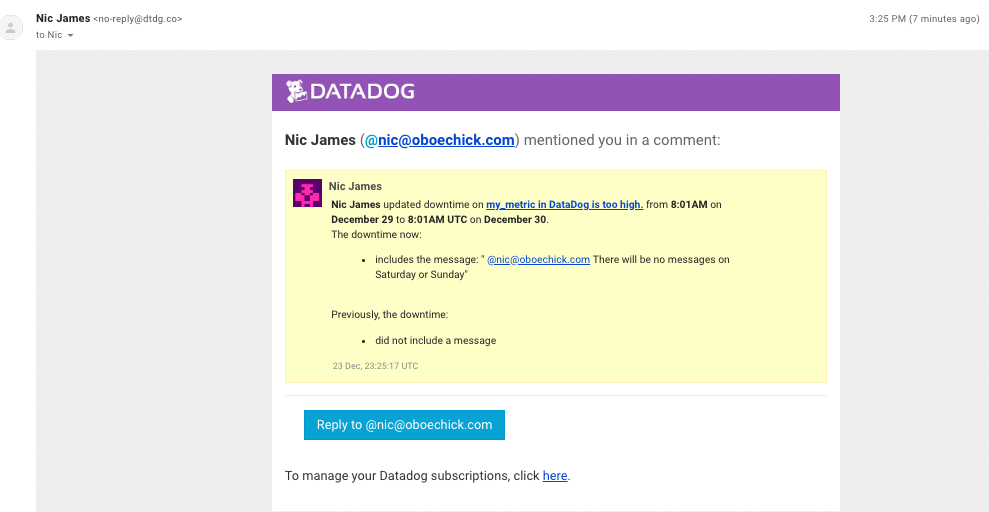 Nic James <no-reply@dtdg.co>
3:25 PM (7 minutes ago)
to Nic
DATADOG
Nic James (@nic@oboechick.com) mentioned you in a comment:
Nic James
Nic James updated downtime on my_metric in DataDog is too high. from 8:01AM on
December 29 to 8:01AM UTC on December 30.
The downtime now:
• includes the message: " @nic@oboechick.com There will be no messages on
Saturday or Sunday"
Previously, the downtime:
• did not include a message
23 Dec, 23:25:17 UTC
Reply to @nic@oboechick.com
To manage your Datadog subscriptions, click here.